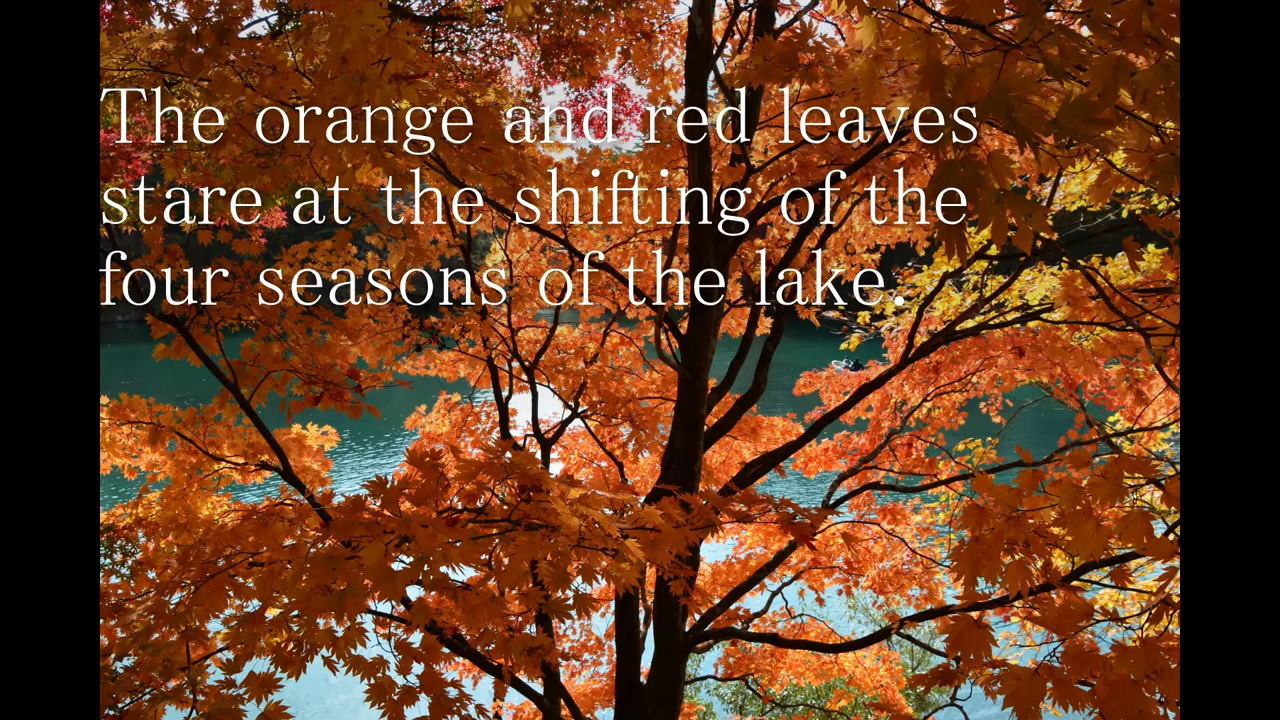 The orange and red leaves
stare at the shifting of the
four seasons of the lake.